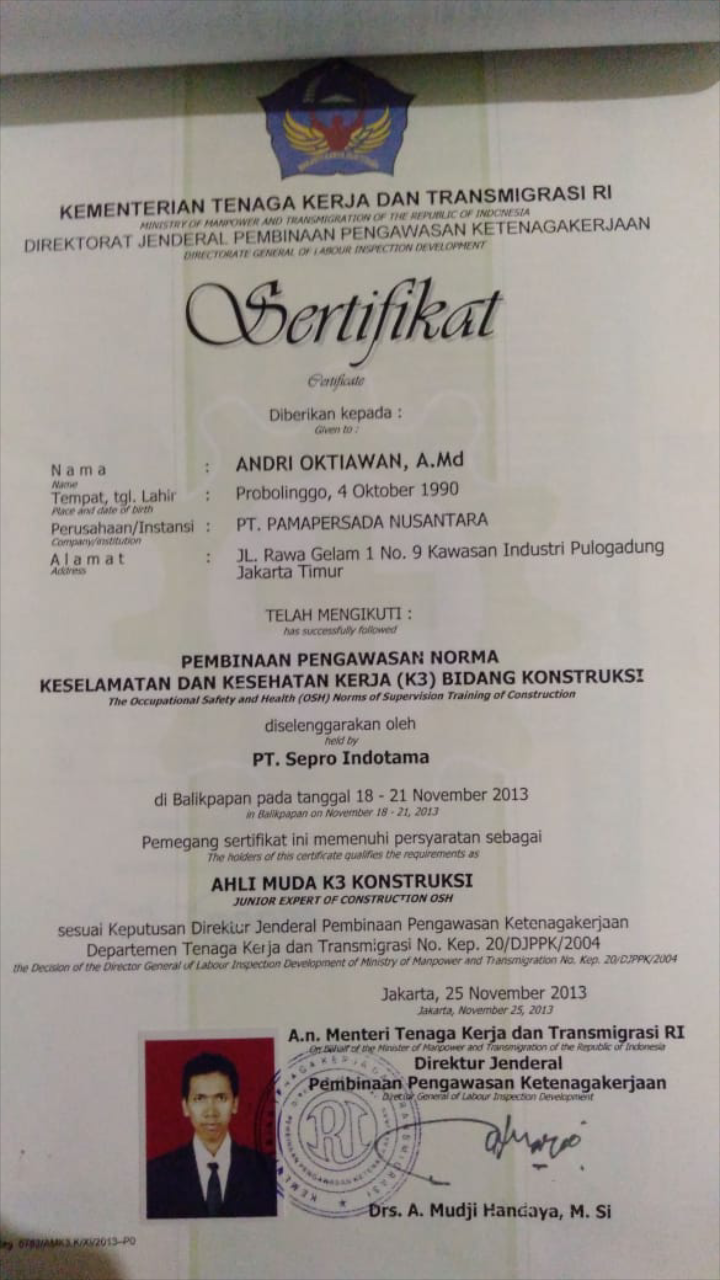 KEMENTERIAN TENAGA KERJA DAN TRANSMIGRASI RI
MINISTRY OF MANPOWER AND TRANSMIGRATION OF THE REPUBLIC OF INDONESIA
DIREKTORAT JENDERAL PEMBINAAN PENGAWASAN KETENAGAKERJAAN
DIRECTORATE GENERAL OF LABOUR INSPECTION DEVELOPMENT
Sertifikat
Certificate
Diberikan kepada :
Given to :
Nama : ANDRI OKTIAWAN, A.Md
Name
Tempat, tgl. Lahir : Probolinggo, 4 Oktober 1990
Place and date of birth
Perusahaan/Instansi : PT. PAMAPERSADA NUSANTARA
Company/institution
Alamat : JL. Rawa Gelam 1 No. 9 Kawasan Industri Pulogadung
Address
Jakarta Timur
TELAH MENGIKUTI :
has successfully followed
PEMBINAAN PENGAWASAN NORMA
KESELAMATAN DAN KESEHATAN KERJA (K3) BIDANG KONSTRUKSI
The Occupational Safety and Health (OSH) Norms of Supervision Training of Construction
diselenggarakan oleh
held by
PT. Sepro Indotama
di Balikpapan pada tanggal 18 - 21 November 2013
in Balikpapan on November 18 - 21, 2013
Pemegang sertifikat ini memenuhi persyaratan sebagai
The holders of this certificate qualifies the requirements as
AHLI MUDA K3 KONSTRUKSI
JUNIOR EXPERT OF CONSTRUCTION OSH
sesuai Keputusan Direktur Jenderal Pembinaan Pengawasan Ketenagakerjaan
Departemen Tenaga Kerja dan Transmigrasi No. Kep. 20/DJPPK/2004
the Decision of the Director General of Labour Inspection Development of Ministry of Manpower and Transmigration No. Kep. 20/DJPPK/2004
Jakarta, 25 November 2013
Jakarta, November 25, 2013
A.n. Menteri Tenaga Kerja dan Transmigrasi RI
On behalf of the Minister of Manpower and Transmigration of the Republic of Indonesia
Direktur Jenderal
Pembinaan Pengawasan Ketenagakerjaan
Director General of Labour Inspection Development
RI
Drs. A. Mudji Handaya, M. Si